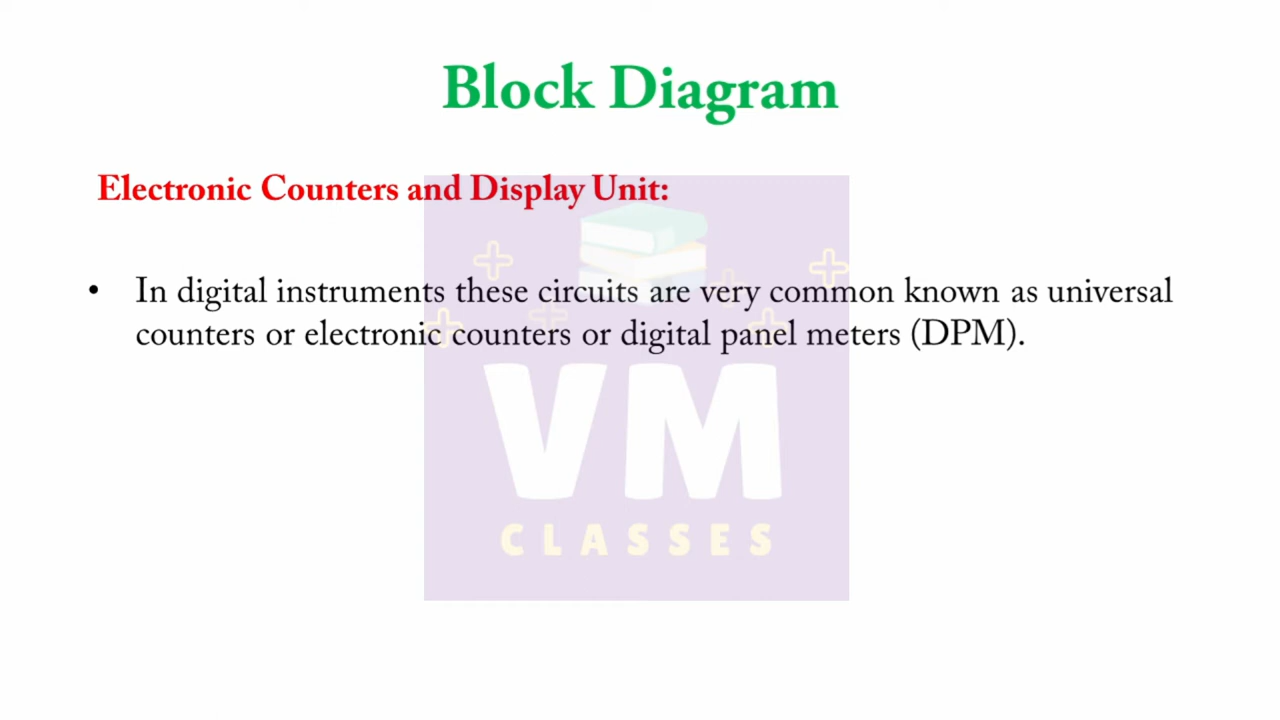 Block Diagram
Electronic Counters and Display Unit:
• In digital instruments these circuits are very common known as universal
counters or electronic counters or digital panel meters (DPM).
VM
CLASSES